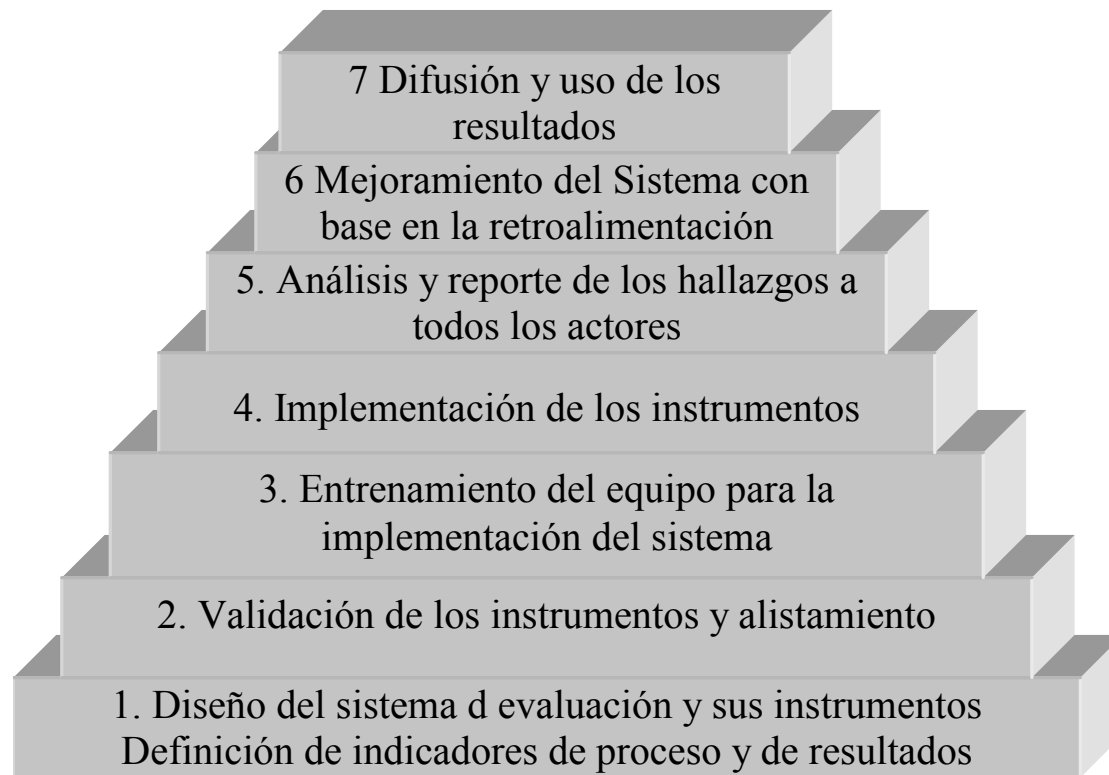 7 Difusión y uso de los
resultados
6 Mejoramiento del Sistema con
base en la retroalimentación
5. Análisis y reporte de los hallazgos a
todos los actores
4. Implementación de los instrumentos
3. Entrenamiento del equipo para la
implementación del sistema
2. Validación de los instrumentos y alistamiento
1. Diseño del sistema d evaluación y sus instrumentos
Definición de indicadores de proceso y de resultados